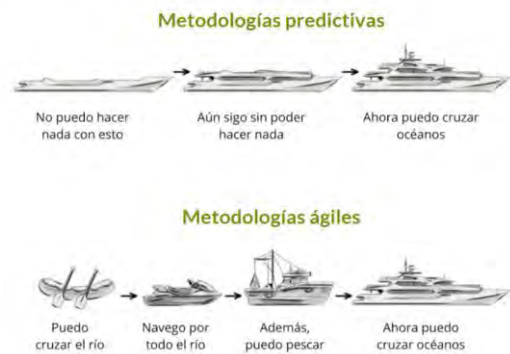 Metodologías predictivas
No puedo hacer
nada con esto
Aún sigo sin poder
hacer nada
Ahora puedo cruzar
océanos
Metodologías ágiles
Puedo
cruzar el río
Navego por
todo el río
Además,
puedo pescar
Ahora puedo
cruzar océanos